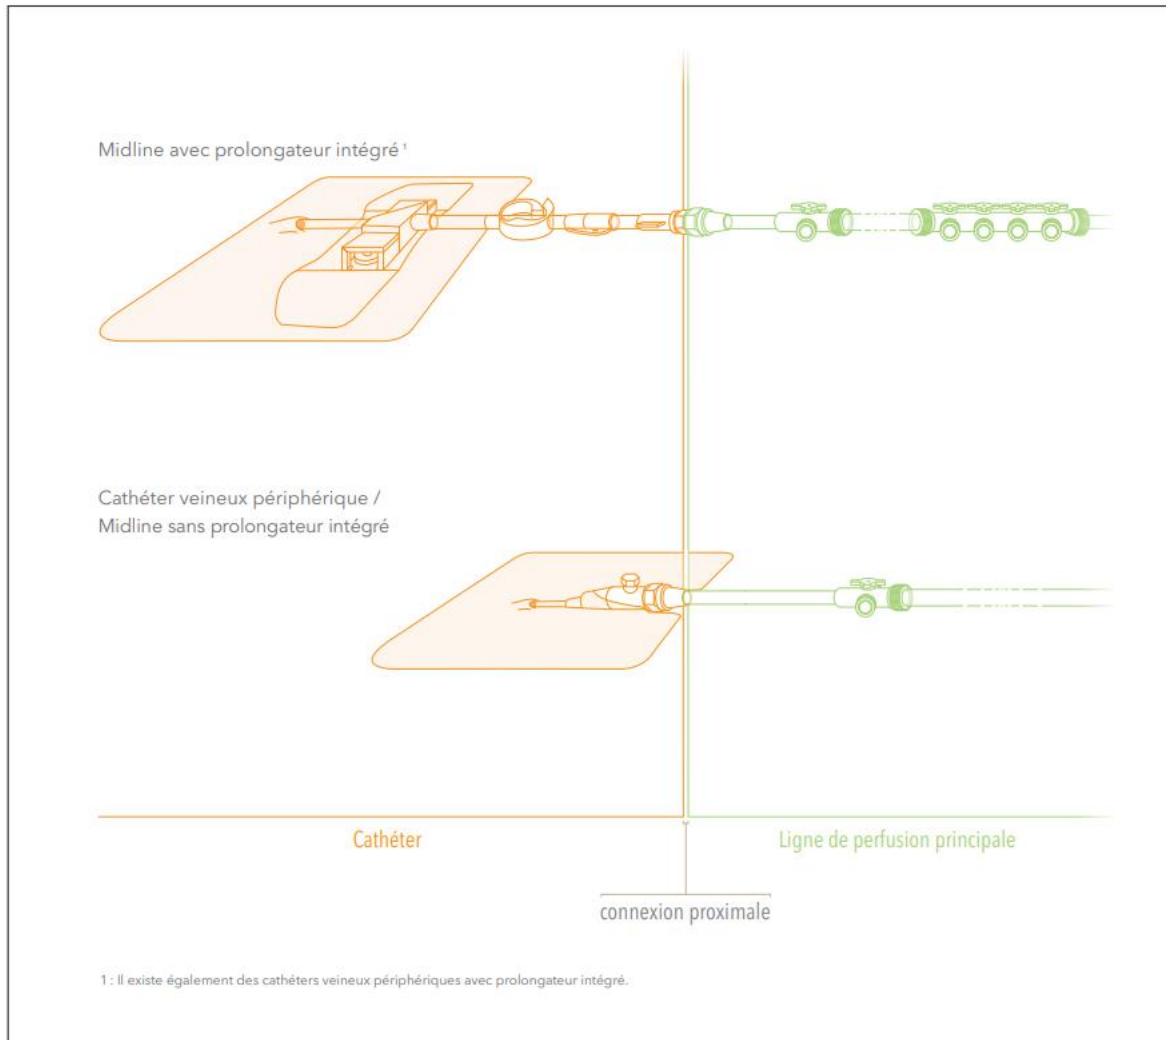 Midline avec prolongateur intégré ¹
Cathéter veineux périphérique /
Midline sans prolongateur intégré
Cathéter
Ligne de perfusion principale
connexion proximale
1 : Il existe également des cathéters veineux périphériques avec prolongateur intégré.